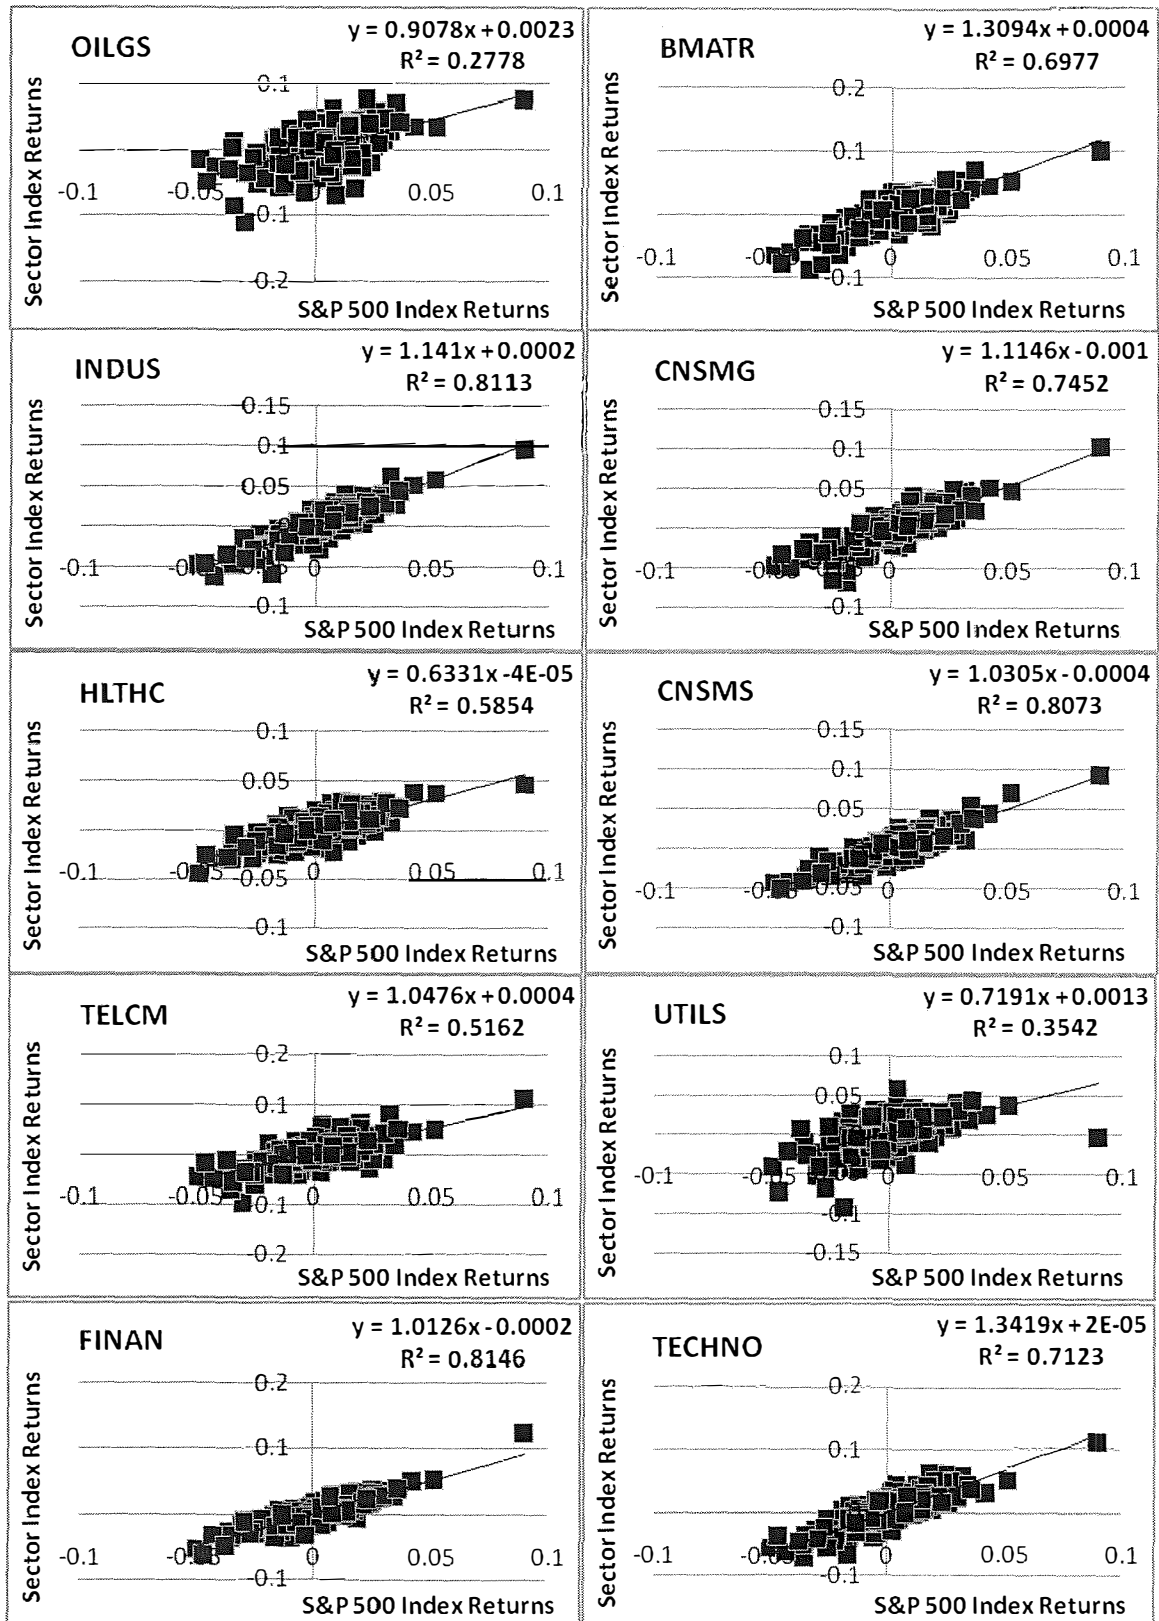 OILGS
y = 0.9078x + 0.0023
R² = 0.2778
Sector Index Returns
0.1
-0.1
-0.05
0
0.05
0.1
0.1
-0.2
S&P 500 Index Returns
BMATR
y = 1.3094x + 0.0004
R² = 0.6977
Sector Index Returns
0.2
0.1
-0.1
0
0.05
0.1
-0.1
S&P 500 Index Returns
INDUS
y = 1.141x + 0.0002
R² = 0.8113
Sector Index Returns
0.15
0.1
0.05
-0.1
0
0.05
0.1
-0.1
S&P 500 Index Returns
CNSMG
y = 1.1146x - 0.001
R² = 0.7452
Sector Index Returns
0.15
0.1
0.05
-0.1
0
0.05
0.1
-0.1
S&P 500 Index Returns
HLTHC
y = 0.6331x - 4E-05
R² = 0.5854
Sector Index Returns
0.1
0.05
-0.1
-0.05
0
0.05
0.1
-0.1
S&P 500 Index Returns
CNSMS
y = 1.0305x - 0.0004
R² = 0.8073
Sector Index Returns
0.15
0.1
0.05
-0.1
0
0.05
0.1
-0.1
S&P 500 Index Returns
TELCM
y = 1.0476x + 0.0004
R² = 0.5162
Sector Index Returns
0.2
0.1
-0.1
-0.05
0
0.05
0.1
-0.1
-0.2
S&P 500 Index Returns
UTILS
y = 0.7191x + 0.0013
R² = 0.3542
Sector Index Returns
0.1
0.05
-0.1
0
0.05
0.1
-0.1
-0.15
S&P 500 Index Returns
FINAN
y = 1.0126x - 0.0002
R² = 0.8146
Sector Index Returns
0.2
0.1
-0.1
0
0.05
0.1
-0.1
S&P 500 Index Returns
TECHNO
y = 1.3419x + 2E-05
R² = 0.7123
Sector Index Returns
0.2
0.1
-0.1
0
0.05
0.1
-0.1
S&P 500 Index Returns